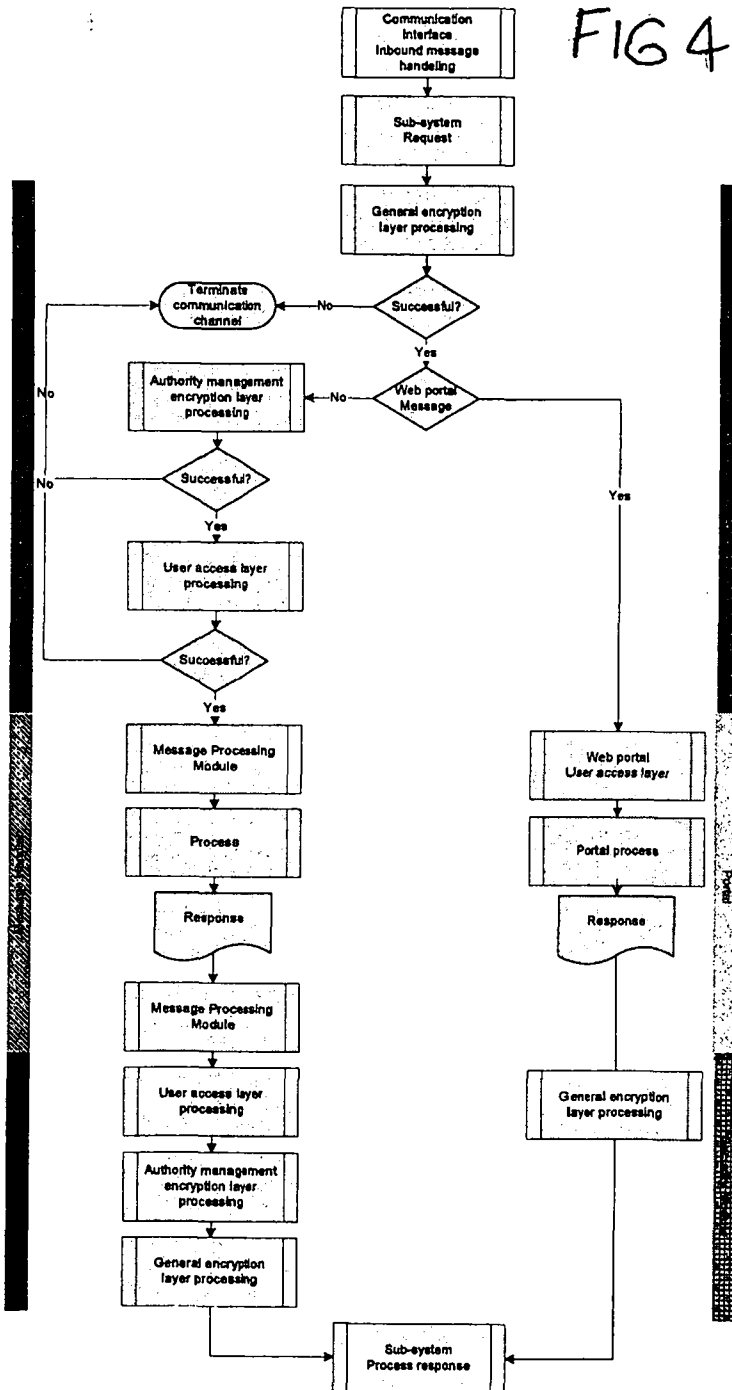 FIG 4
Communication
Interface
Inbound message
handeling
Sub-system
Request
General encryption
layer processing
Successful?
No
Terminate
communication
channel
Yes
Web portal
Message
No
Authority management
encryption layer
processing
No
Successful?
No
Yes
Yes
User access layer
processing
Successful?
Yes
Message Processing
Module
Web portal
User access layer
Process
Portal process
Response
Response
Portal
Message Processing
Module
User access layer
processing
General encryption
layer processing
Authority management
encryption layer
processing
General encryption
layer processing
Sub-system
Process response